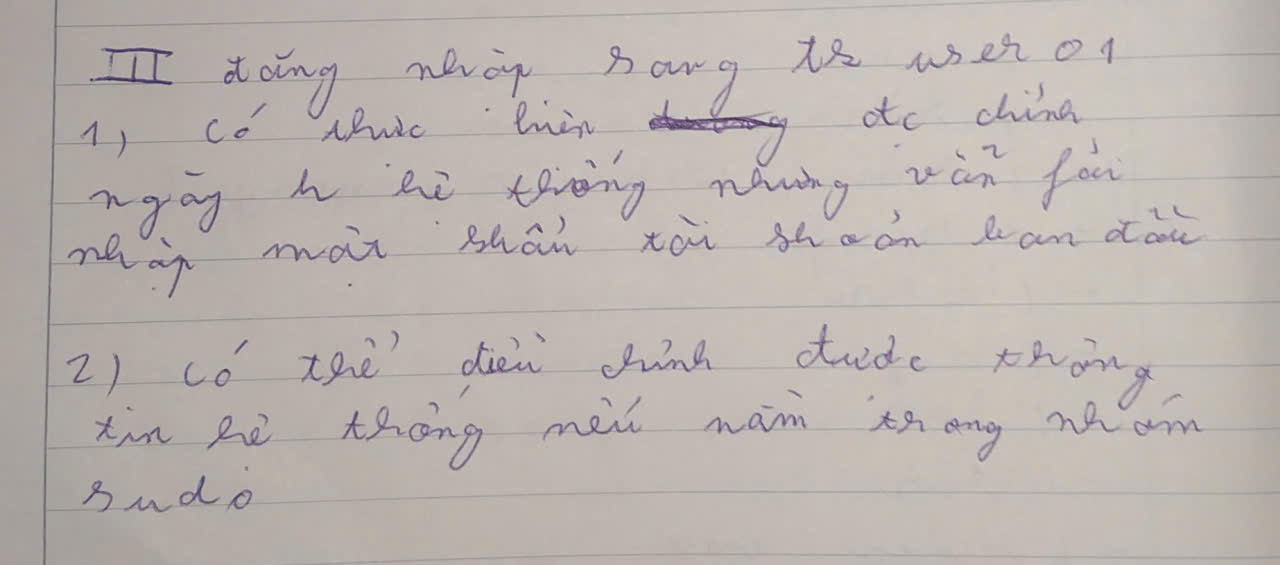 III đăng nhập sang tk user 01
1, có thực hiện đc chỉnh
ngày h hệ thống nhưng vẫn fải
nhập mật khẩu tài khoản ban đầu
2) có thể điều chỉnh được thông
tin hệ thống nếu nằm trong nhóm
sudo